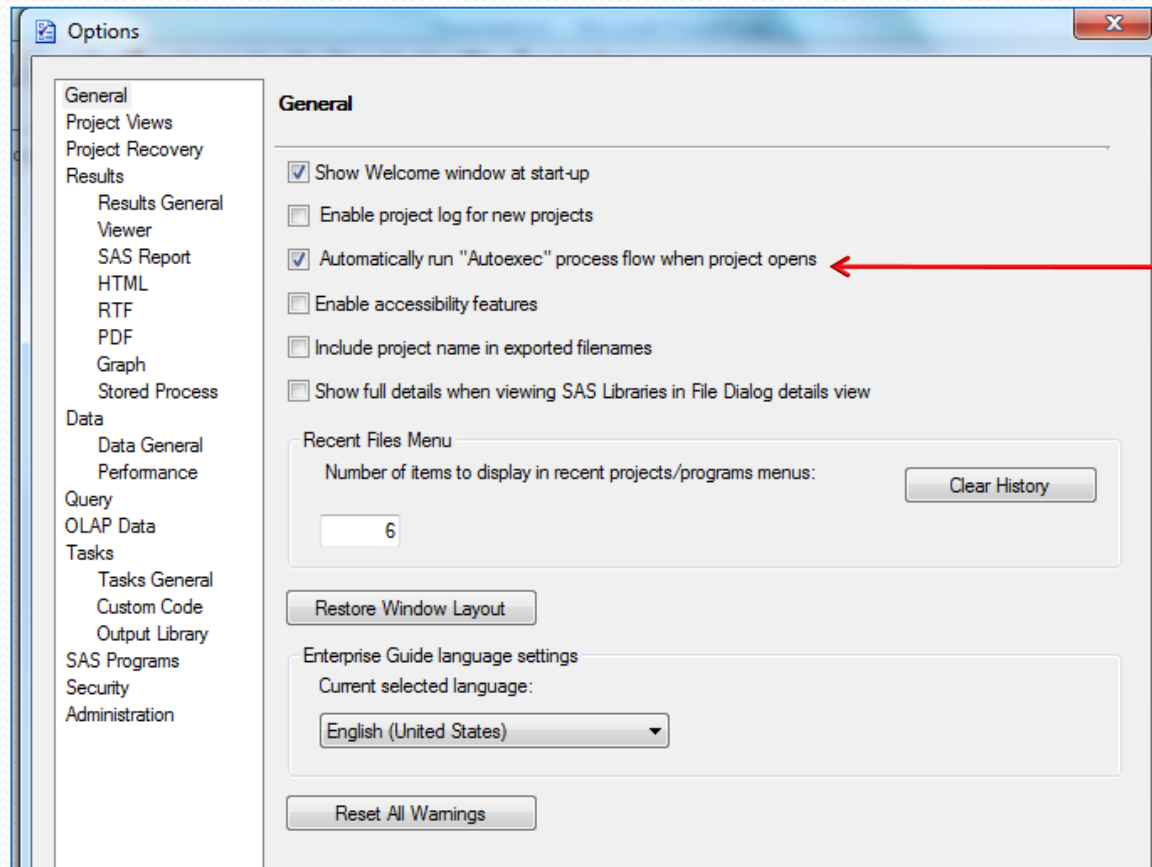 Options
X
General
Project Views
Project Recovery
Results
Results General
Viewer
SAS Report
HTML
RTF
PDF
Graph
Stored Process
Data
Data General
Performance
Query
OLAP Data
Tasks
Tasks General
Custom Code
Output Library
SAS Programs
Security
Administration
General
Show Welcome window at start-up
Enable project log for new projects
Automatically run "Autoexec" process flow when project opens
Enable accessibility features
Include project name in exported filenames
Show full details when viewing SAS Libraries in File Dialog details view
Recent Files Menu
Number of items to display in recent projects/programs menus:
Clear History
6
Restore Window Layout
Enterprise Guide language settings
Current selected language:
English (United States)
Reset All Warnings